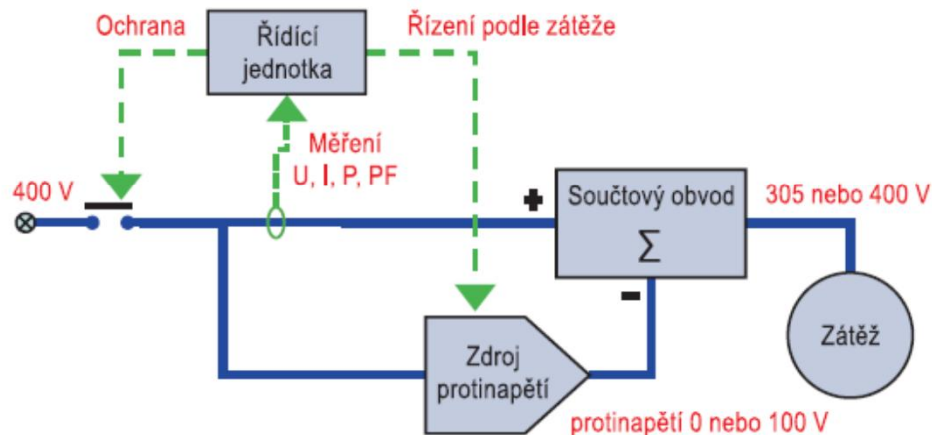 Ochrana
Řídící
jednotka
Řízení podle zátěže
Měření
U, I, P, PF
400 V
+
Součtový obvod
Σ
305 nebo 400 V
-
Zátěž
Zdroj
protinapětí
protinapětí 0 nebo 100 V